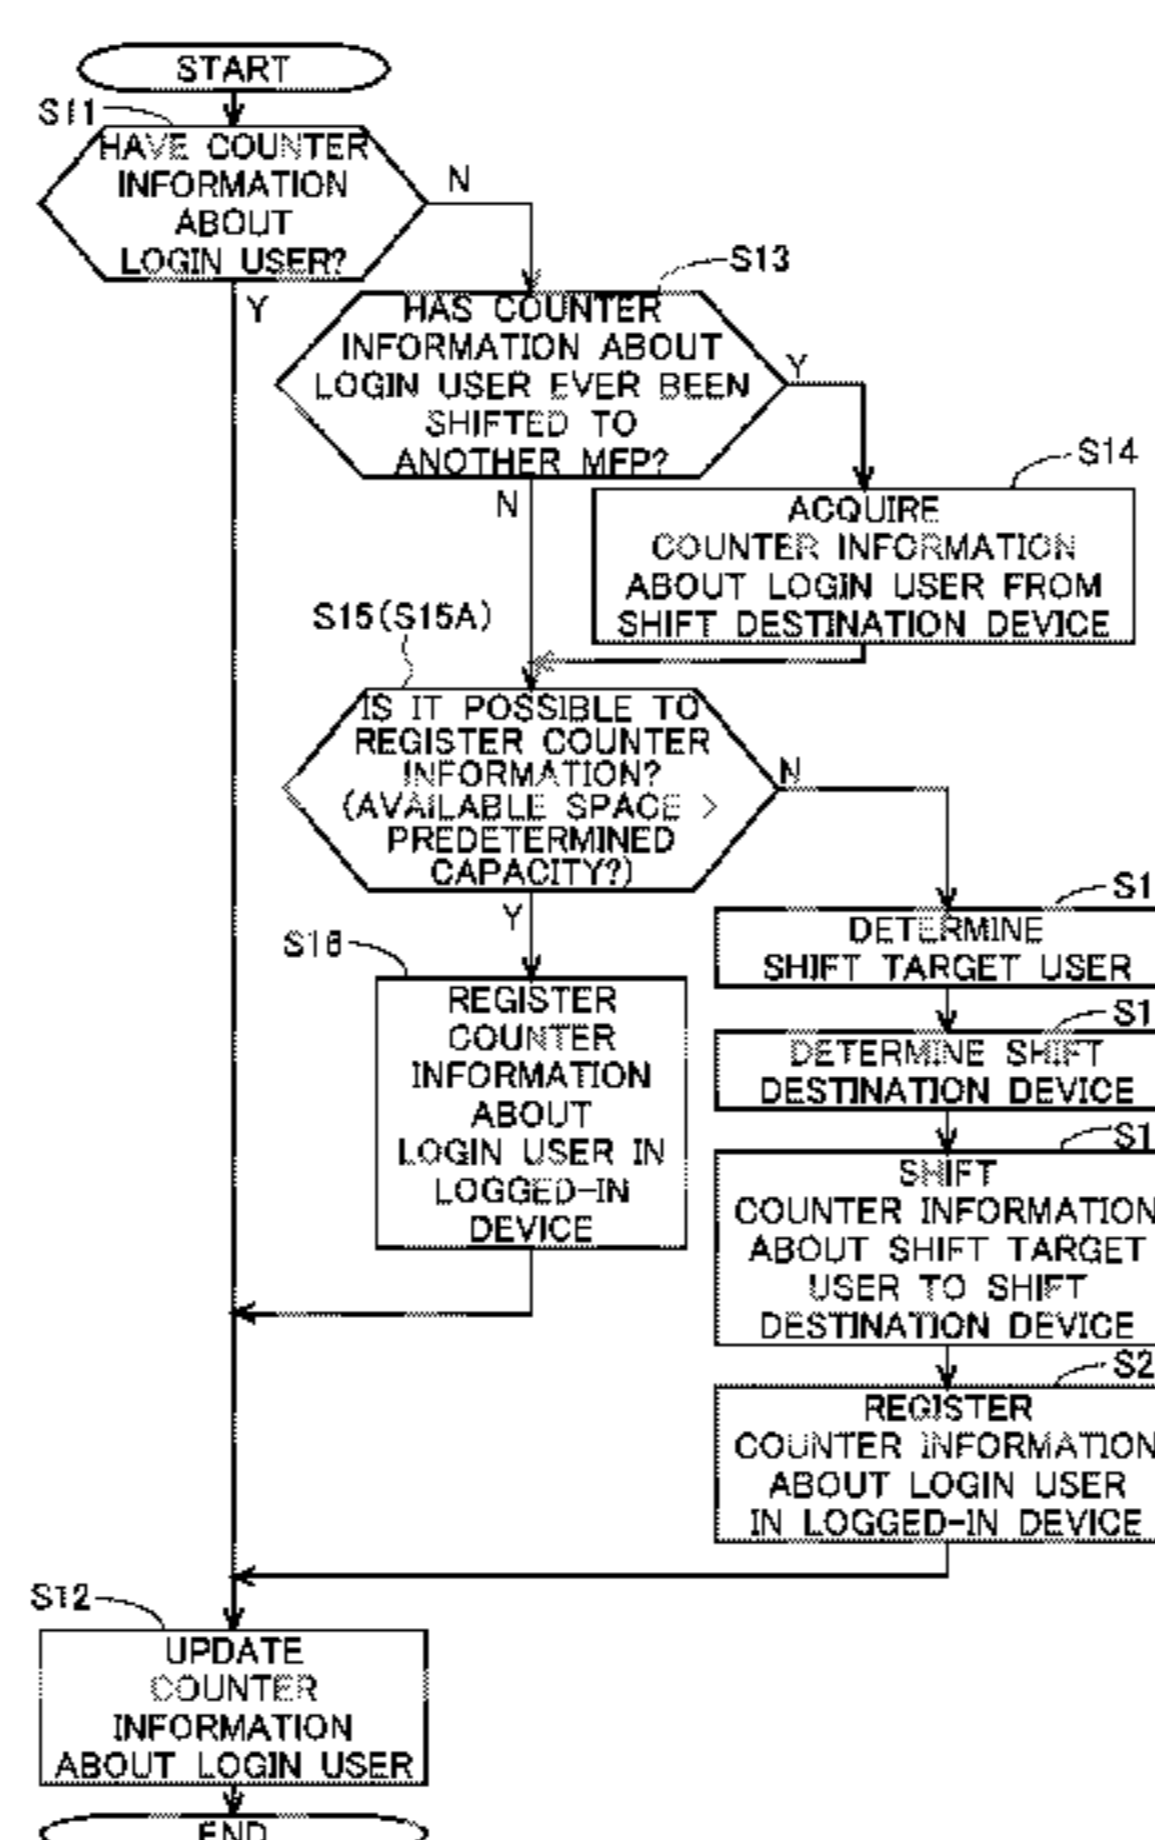 START
S11
HAVE COUNTER
INFORMATION
ABOUT
LOGIN USER?
N
Y
S13
HAS COUNTER
INFORMATION ABOUT
LOGIN USER EVER BEEN
SHIFTED TO
ANOTHER MFP?
Y
N
S14
ACQUIRE
COUNTER INFORMATION
ABOUT LOGIN USER FROM
SHIFT DESTINATION DEVICE
S15(S15A)
IS IT POSSIBLE TO
REGISTER COUNTER
INFORMATION?
(AVAILABLE SPACE >
PREDETERMINED
CAPACITY?)
N
Y
S16
REGISTER
COUNTER
INFORMATION
ABOUT
LOGIN USER IN
LOGGED-IN
DEVICE
S1
DETERMINE
SHIFT TARGET USER
S1
DETERMINE SHIFT
DESTINATION DEVICE
S1
SHIFT
COUNTER INFORMATION
ABOUT SHIFT TARGET
USER TO SHIFT
DESTINATION DEVICE
S2
REGISTER
COUNTER INFORMATION
ABOUT LOGIN USER
IN LOGGED-IN DEVICE
S12
UPDATE
COUNTER
INFORMATION
ABOUT LOGIN USER
END